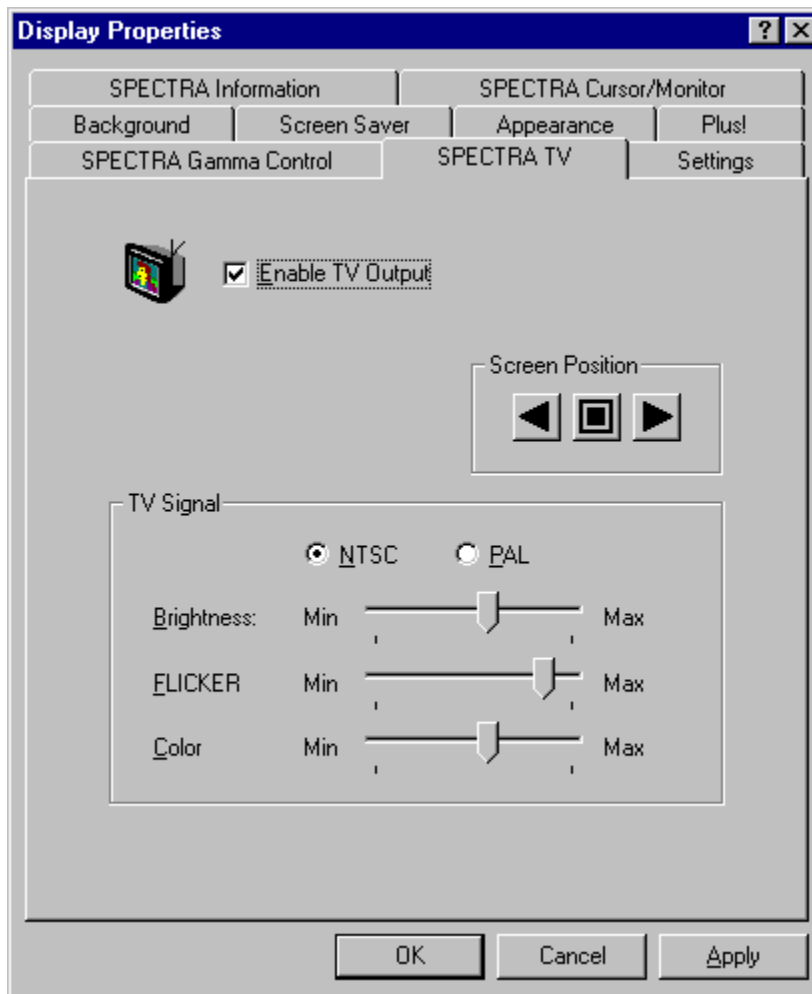 Display Properties
SPECTRA Information SPECTRA Cursor/Monitor
Background Screen Saver Appearance Plus!
SPECTRA Gamma Control SPECTRA TV Settings
Enable TV Output
Screen Position
TV Signal
NTSC PAL
Brightness: Min Max
FLICKER Min Max
Color Min Max
OK Cancel Apply